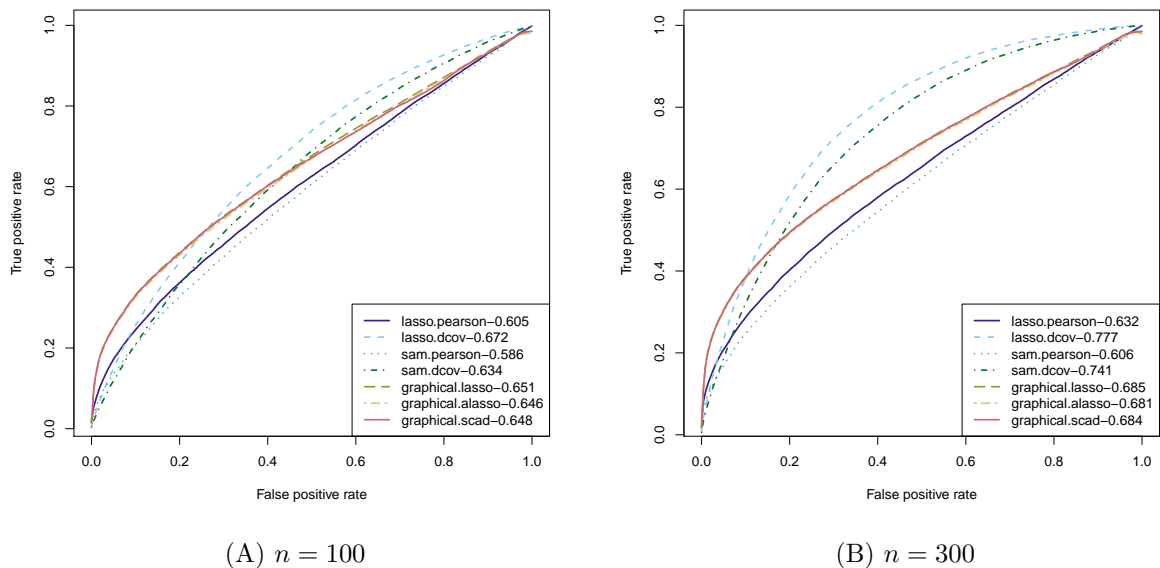 1.0
0.8
0.6
0.4
0.2
0.0
True positive rate
lasso.pearson−0.605
lasso.dcov−0.672
sam.pearson−0.586
sam.dcov−0.634
graphical.lasso−0.651
graphical.alasso−0.646
graphical.scad−0.648
0.0 0.2 0.4 0.6 0.8 1.0
False positive rate
(A) n = 100
1.0
0.8
0.6
0.4
0.2
0.0
True positive rate
lasso.pearson−0.632
lasso.dcov−0.777
sam.pearson−0.606
sam.dcov−0.741
graphical.lasso−0.685
graphical.alasso−0.681
graphical.scad−0.684
0.0 0.2 0.4 0.6 0.8 1.0
False positive rate
(B) n = 300